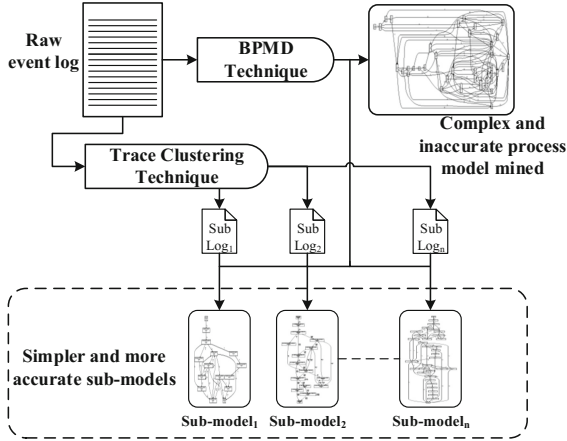 Raw
event log
BPMD
Technique
Complex and
inaccurate process
model mined
Trace Clustering
Technique
Sub
Log₁
Sub
Log₂
Sub
Logₙ
Simpler and more
accurate sub-models
Sub-model₁
Sub-model₂
Sub-modelₙ